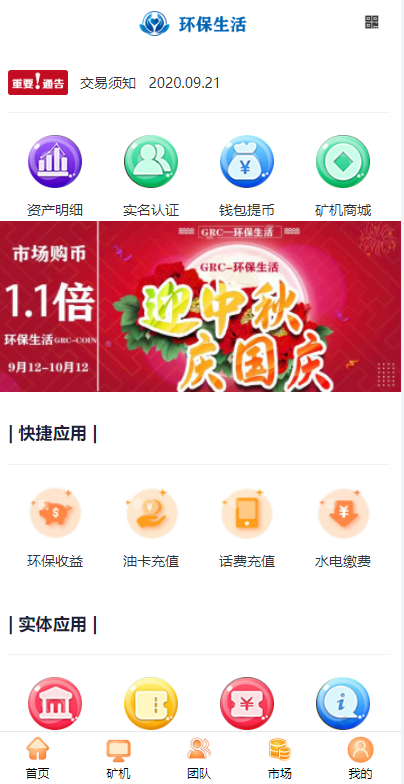 环保生活
重要!通告 交易须知 2020.09.21
资产明细 实名认证 钱包提币 矿机商城
GRC—环保生活
市场购币
GRC-环保生活
1.1倍
迎中秋
环保生活GRC-COIN
庆国庆
9月12-10月12
| 快捷应用 |
环保收益 油卡充值 话费充值 水电缴费
| 实体应用 |
首页 矿机 团队 市场 我的